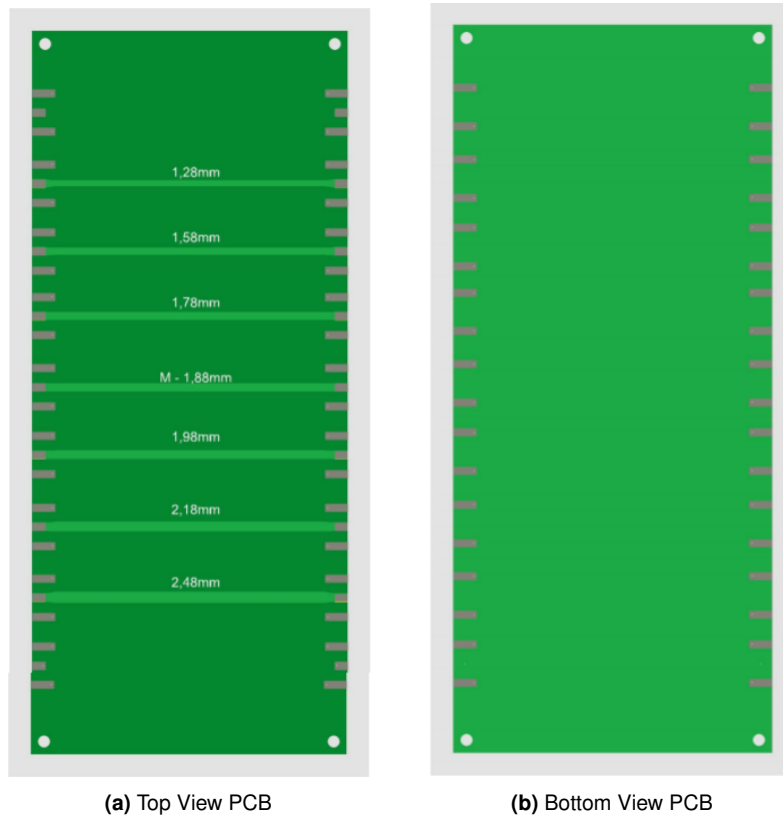 1,28mm
1,58mm
1,78mm
M - 1,88mm
1,98mm
2,18mm
2,48mm
(a) Top View PCB
(b) Bottom View PCB